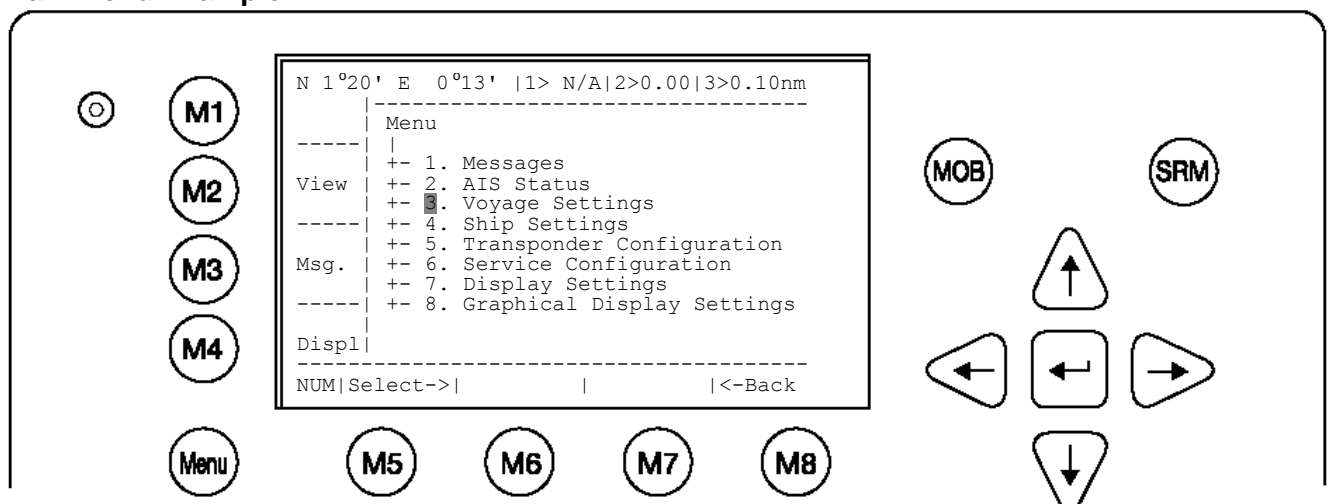 N 1°20' E 0°13' |1> N/A|2>0.00|3>0.10nm
M1
Menu
1. Messages
M2
View
+- 2. AIS Status
+- 3. Voyage Settings
+- 4. Ship Settings
+- 5. Transponder Configuration
M3
Msg.
+- 6. Service Configuration
+- 7. Display Settings
+- 8. Graphical Display Settings
M4
Displ|
NUM|Select->| | |<-Back
MOB
SRM
Menu
M5
M6
M7
M8